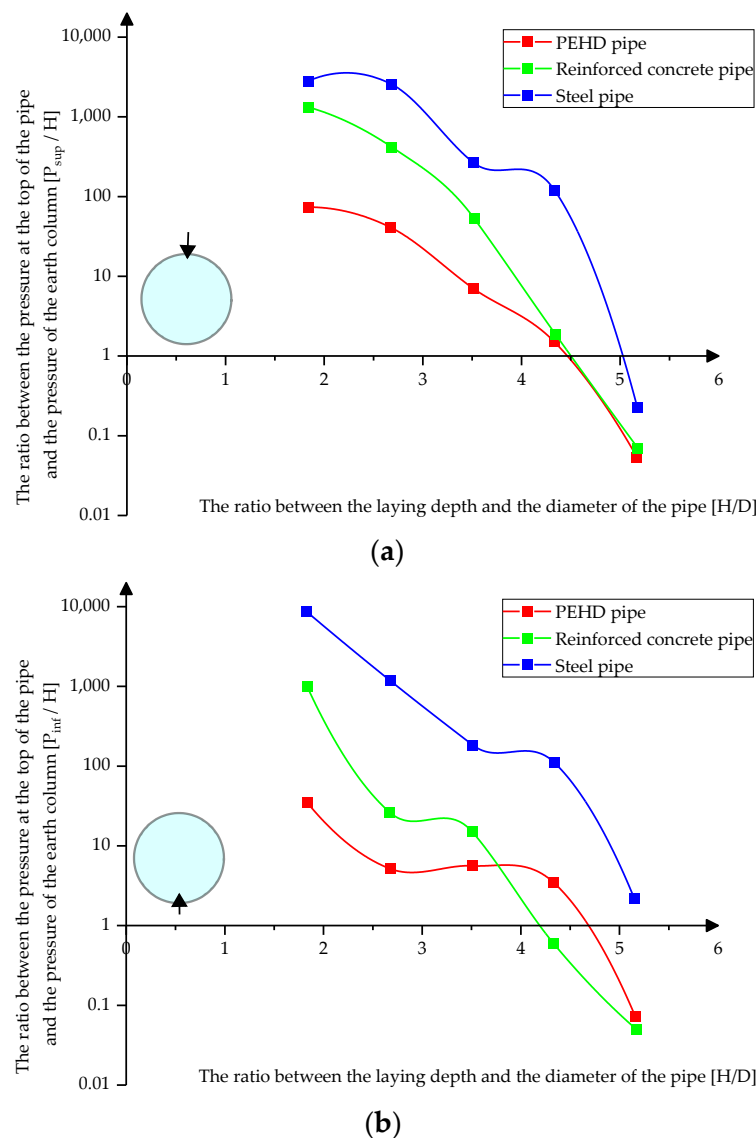 The ratio between the pressure at the top of the pipe
and the pressure of the earth column [P_sup / H]
10,000
1,000
100
10
1
0.1
0.01
PEHD pipe
Reinforced concrete pipe
Steel pipe
0 1 2 3 4 5 6
The ratio between the laying depth and the diameter of the pipe [H/D]
(a)
The ratio between the pressure at the top of the pipe
and the pressure of the earth column [P_inf / H]
10,000
1,000
100
10
1
0.1
0.01
PEHD pipe
Reinforced concrete pipe
Steel pipe
0 1 2 3 4 5 6
The ratio between the laying depth and the diameter of the pipe [H/D]
(b)